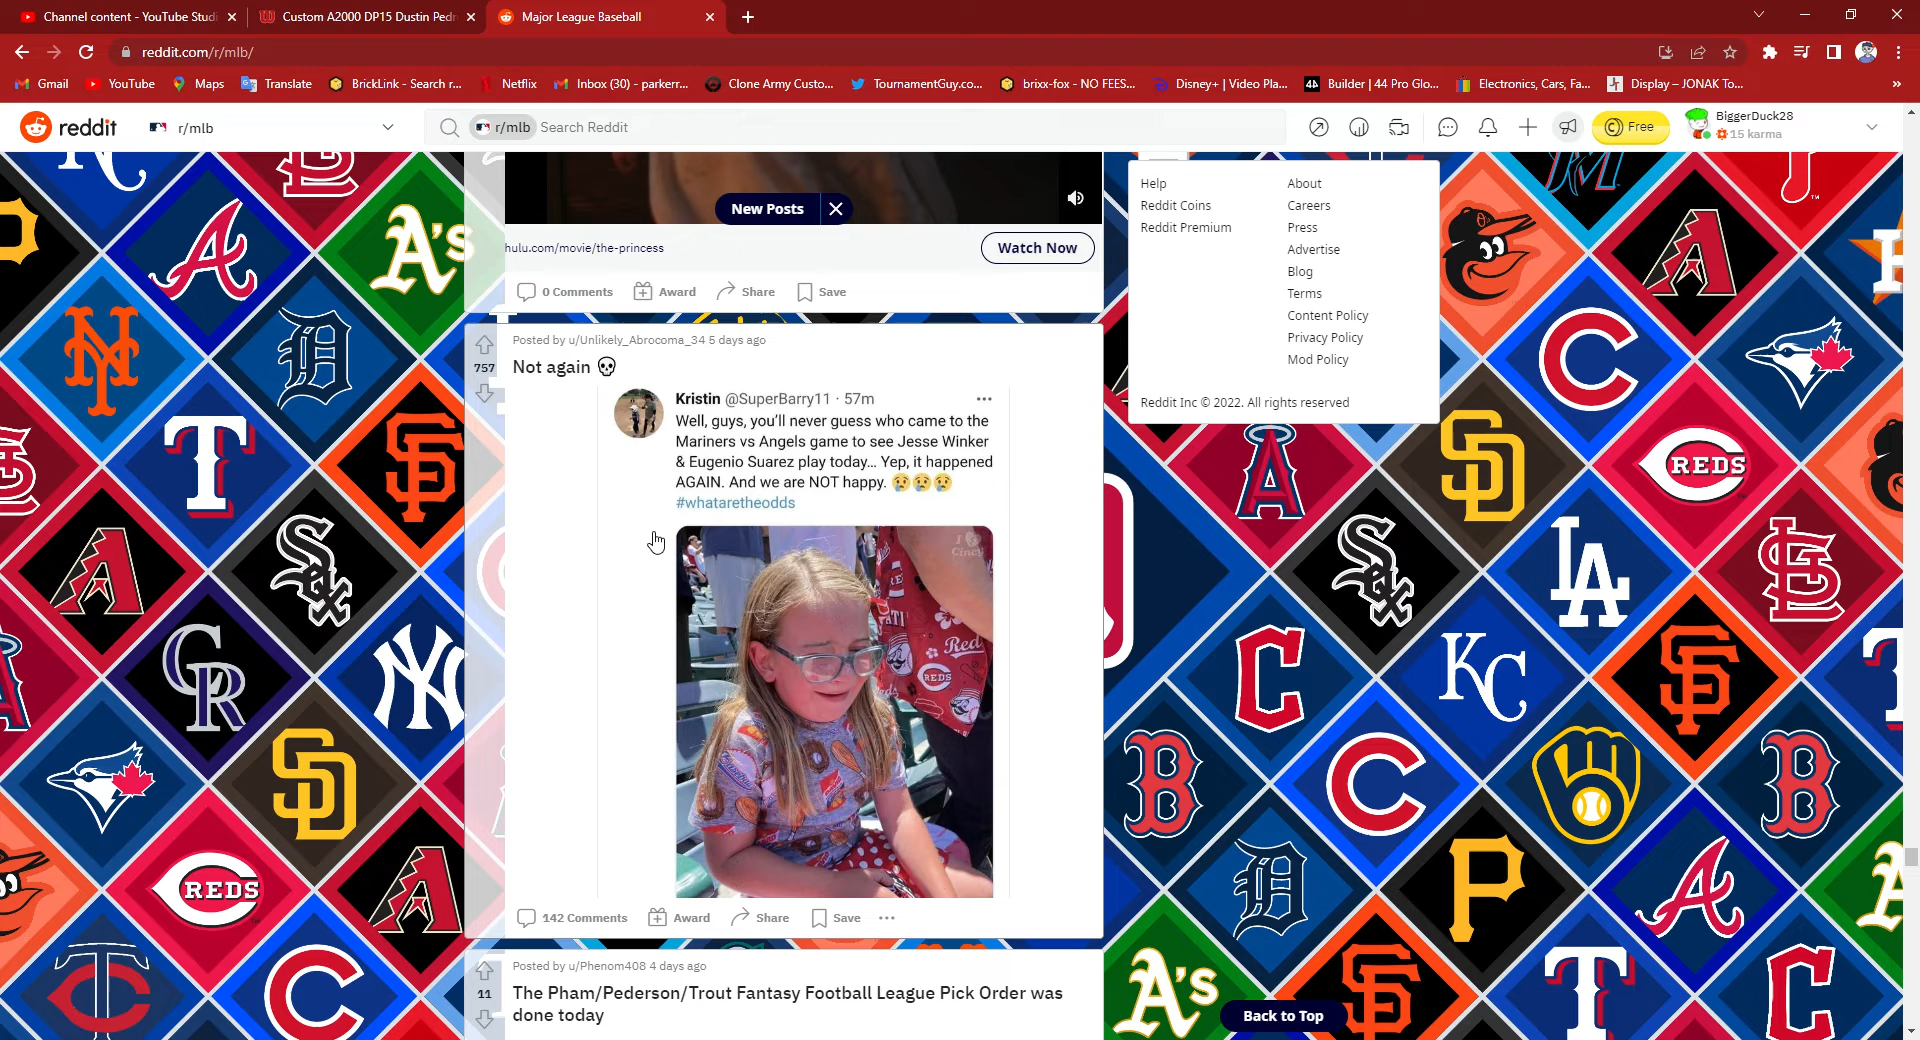 Channel content - YouTube Studi
Custom A2000 DP15 Dustin Pedr
Major League Baseball
reddit.com/r/mlb/
Gmail
YouTube
Maps
Translate
BrickLink - Search r...
Netflix
Inbox (30) - parkerr...
Clone Army Custo...
TournamentGuy.co...
brixx-fox - NO FEES...
Disney+ | Video Pla...
Builder | 44 Pro Glo...
Electronics, Cars, Fa...
Display – JONAK To...
reddit
r/mlb
r/mlb Search Reddit
Free
BiggerDuck28
15 karma
New Posts
hulu.com/movie/the-princess
Watch Now
0 Comments Award Share Save
Help
Reddit Coins
Reddit Premium
About
Careers
Press
Advertise
Blog
Terms
Content Policy
Privacy Policy
Mod Policy
Reddit Inc © 2022. All rights reserved
757
Posted by u/Unlikely_Abrocoma_34 5 days ago
Not again 💀
Kristin @SuperBarry11 · 57m
Well, guys, you'll never guess who came to the
Mariners vs Angels game to see Jesse Winker
& Eugenio Suarez play today... Yep, it happened
AGAIN. And we are NOT happy. 😢😢😢
#whataretheodds
REDS
142 Comments Award Share Save
11
Posted by u/Phenom408 4 days ago
The Pham/Pederson/Trout Fantasy Football League Pick Order was
done today
Back to Top
A's
REDS
REDS
A's